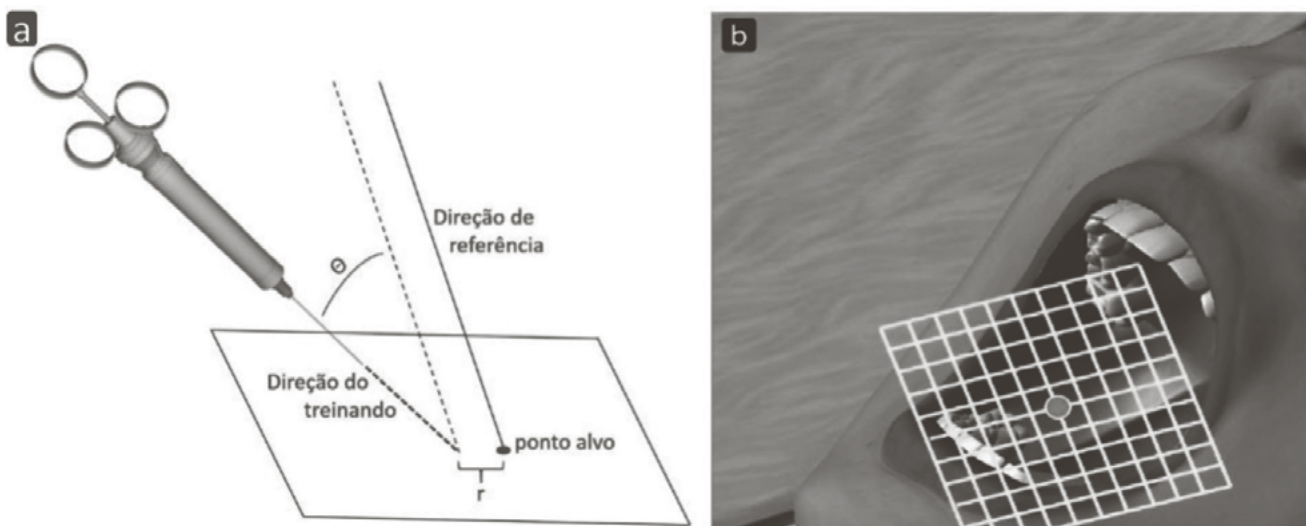 a
b
Direção de
referência
Θ
Direção do
treinando
ponto alvo
r